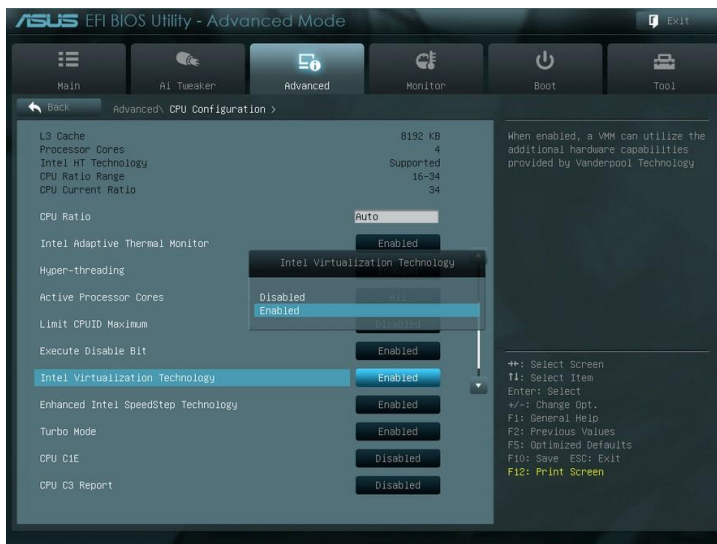 ASUS EFI BIOS Utility - Advanced Mode
Exit
Main
Ai Tweaker
Advanced
Monitor
Boot
Tool
Back
Advanced\ CPU Configuration >
L3 Cache 8192 KB
Processor Cores 4
Intel HT Technology Supported
CPU Ratio Range 16-34
CPU Current Ratio 34
CPU Ratio Auto
Intel Adaptive Thermal Monitor Enabled
Hyper-threading
Active Processor Cores All
Limit CPUID Maximum Disabled
Execute Disable Bit Enabled
Intel Virtualization Technology Enabled
Enhanced Intel SpeedStep Technology Enabled
Turbo Mode Enabled
CPU C1E Disabled
CPU C3 Report Disabled
Intel Virtualization Technology
Disabled
Enabled
When enabled, a VMM can utilize the
additional hardware capabilities
provided by Vanderpool Technology
→←: Select Screen
↑↓: Select Item
Enter: Select
+/-: Change Opt.
F1: General Help
F2: Previous Values
F5: Optimized Defaults
F10: Save ESC: Exit
F12: Print Screen